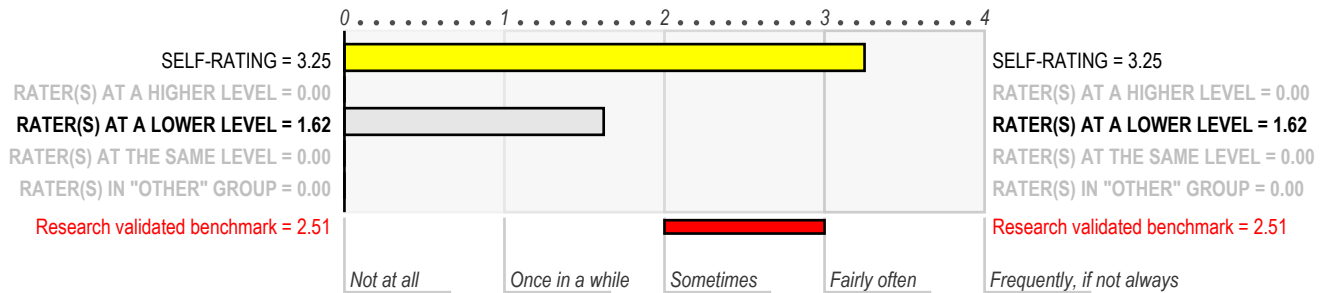 0 . . . . . . . . . 1 . . . . . . . . . 2 . . . . . . . . . 3 . . . . . . . . . 4
SELF-RATING = 3.25 SELF-RATING = 3.25
RATER(S) AT A HIGHER LEVEL = 0.00 RATER(S) AT A HIGHER LEVEL = 0.00
RATER(S) AT A LOWER LEVEL = 1.62 RATER(S) AT A LOWER LEVEL = 1.62
RATER(S) AT THE SAME LEVEL = 0.00 RATER(S) AT THE SAME LEVEL = 0.00
RATER(S) IN "OTHER" GROUP = 0.00 RATER(S) IN "OTHER" GROUP = 0.00
Research validated benchmark = 2.51 Research validated benchmark = 2.51
Not at all Once in a while Sometimes Fairly often Frequently, if not always